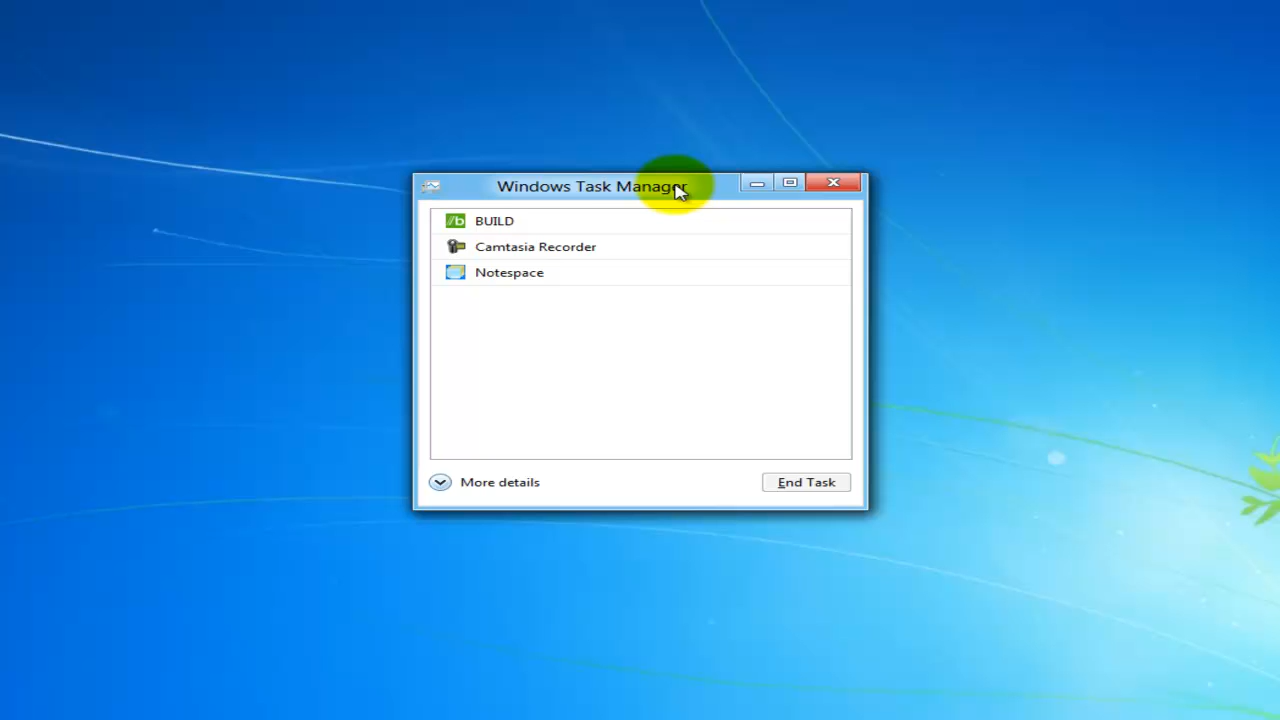 Windows Task Manager
BUILD
Camtasia Recorder
Notespace
More details
End Task